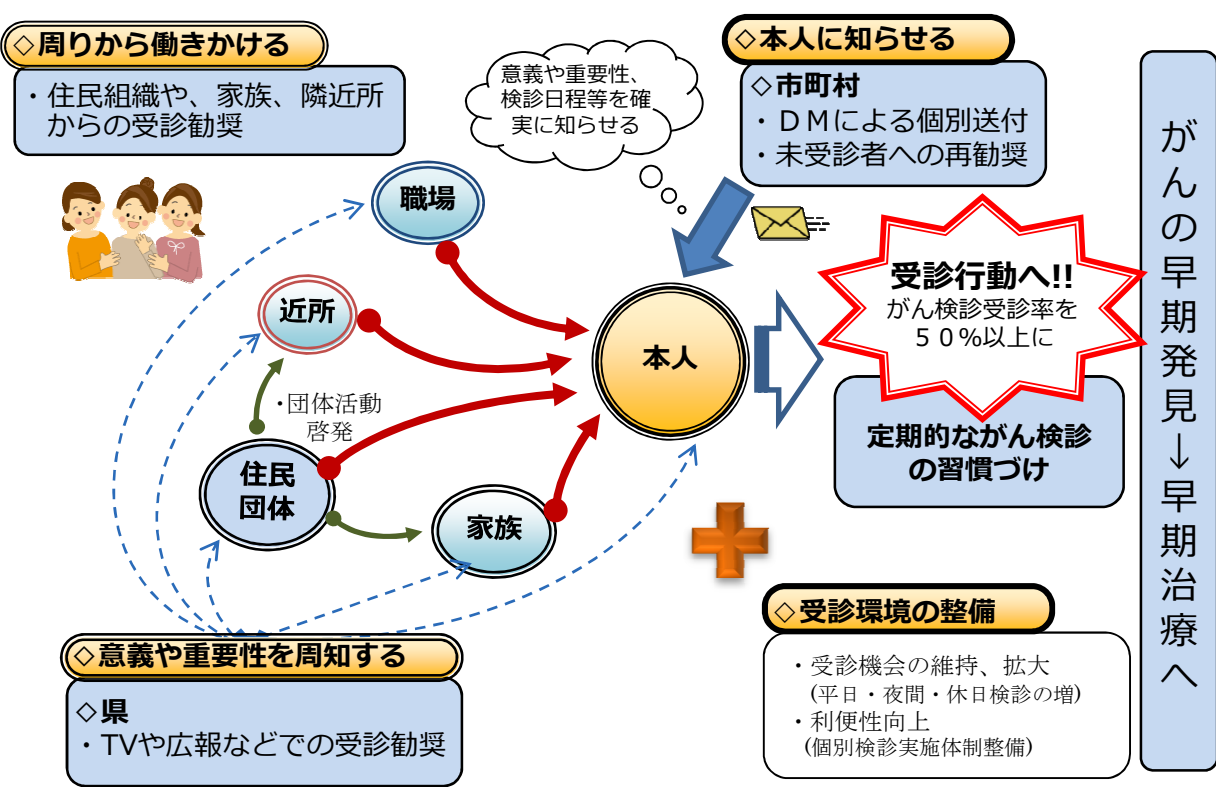 ◇周りから働きかける
・住民組織や、家族、隣近所
からの受診勧奨
意義や重要性、
検診日程等を確
実に知らせる
◇本人に知らせる
◇市町村
・ＤＭによる個別送付
・未受診者への再勧奨
職場
近所
・団体活動
啓発
住民
団体
家族
本人
受診行動へ!!
がん検診受診率を
５０%以上に
定期的ながん検診
の習慣づけ
◇意義や重要性を周知する
◇県
・TVや広報などでの受診勧奨
◇受診環境の整備
・受診機会の維持、拡大
(平日・夜間・休日検診の増)
・利便性向上
(個別検診実施体制整備)
がんの早期発見→早期治療へ